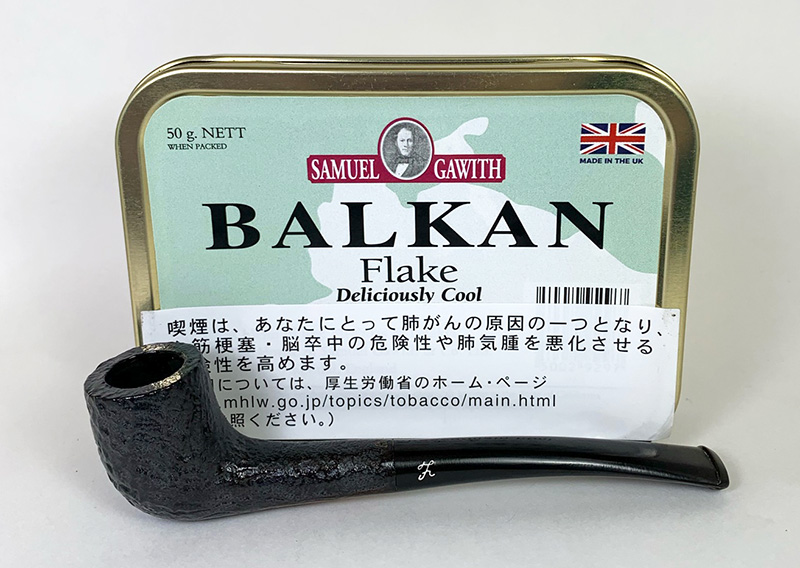 50 g. NETT
WHEN PACKED
SAMUEL GAWITH
MADE IN THE UK
BALKAN
Flake
Deliciously Cool
喫煙は、あなたにとって肺がんの原因の一つとなり、
筋梗塞・脳卒中の危険性や肺気腫を悪化させる
性を高めます。
については、厚生労働省のホーム・ページ
mhlw.go.jp/topics/tobacco/main.html
照ください。）